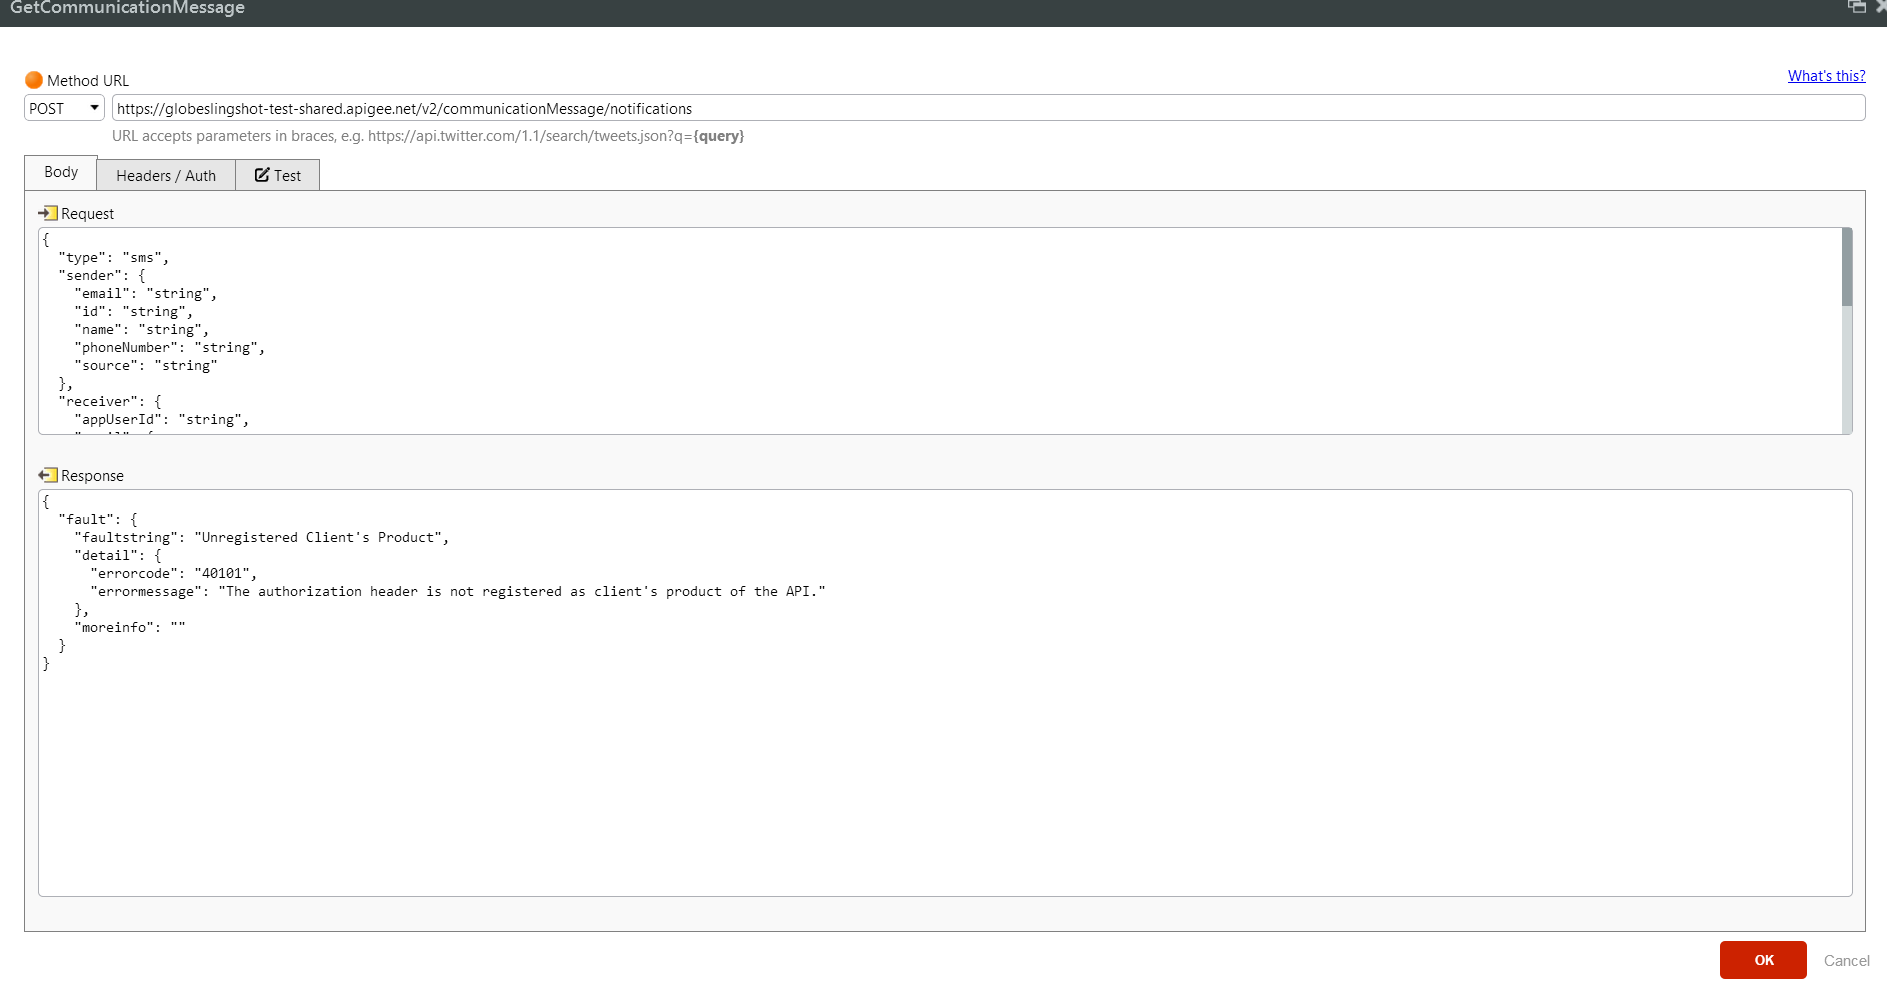 GetCommunicationMessage
Method URL
What's this?
POST
https://globeslingshot-test-shared.apigee.net/v2/communicationMessage/notifications
URL accepts parameters in braces, e.g. https://api.twitter.com/1.1/search/tweets.json?q={query}
Body
Headers / Auth
Test
Request
{
"type": "sms",
"sender": {
"email": "string",
"id": "string",
"name": "string",
"phoneNumber": "string",
"source": "string"
},
"receiver": {
"appUserId": "string",
Response
{
"fault": {
"faultstring": "Unregistered Client's Product",
"detail": {
"errorcode": "40101",
"errormessage": "The authorization header is not registered as client's product of the API."
},
"moreinfo": ""
}
}
OK
Cancel